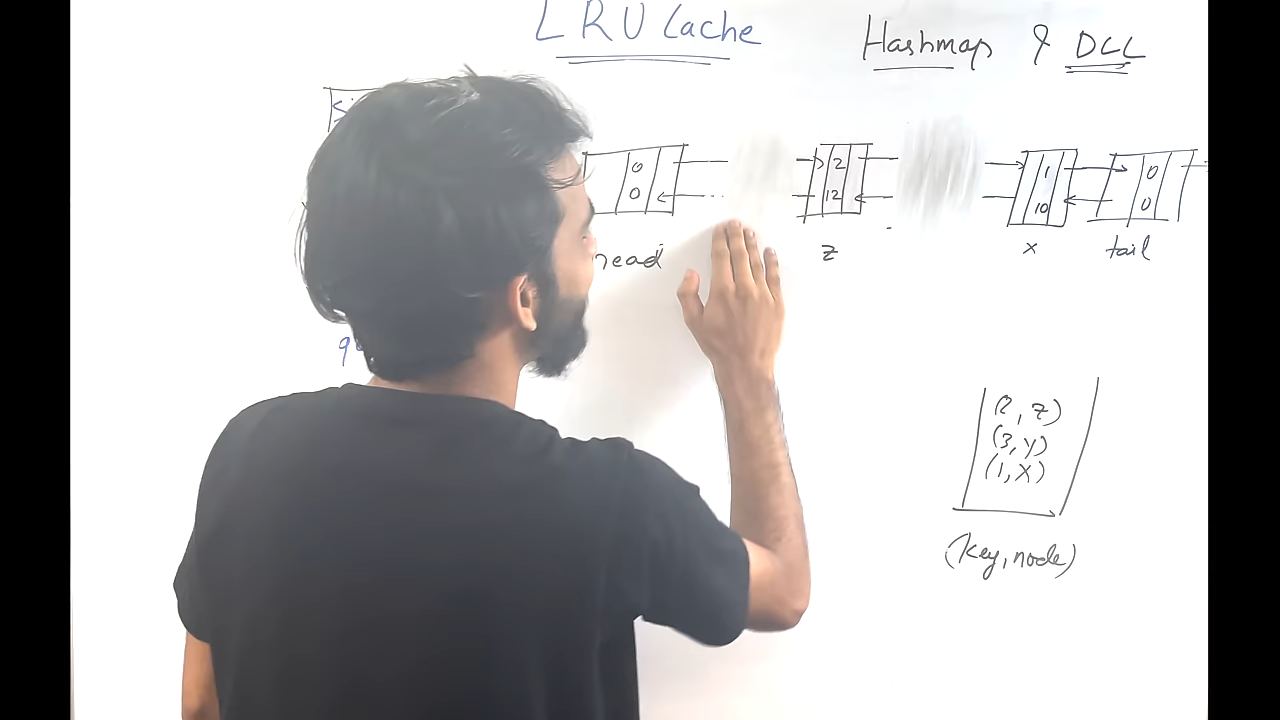 LRU Cache
Hashmap & DLL
0 2 1 0
0 12 10 0
head z x tail
(2, z)
(3, y)
(1, x)
(key, node)